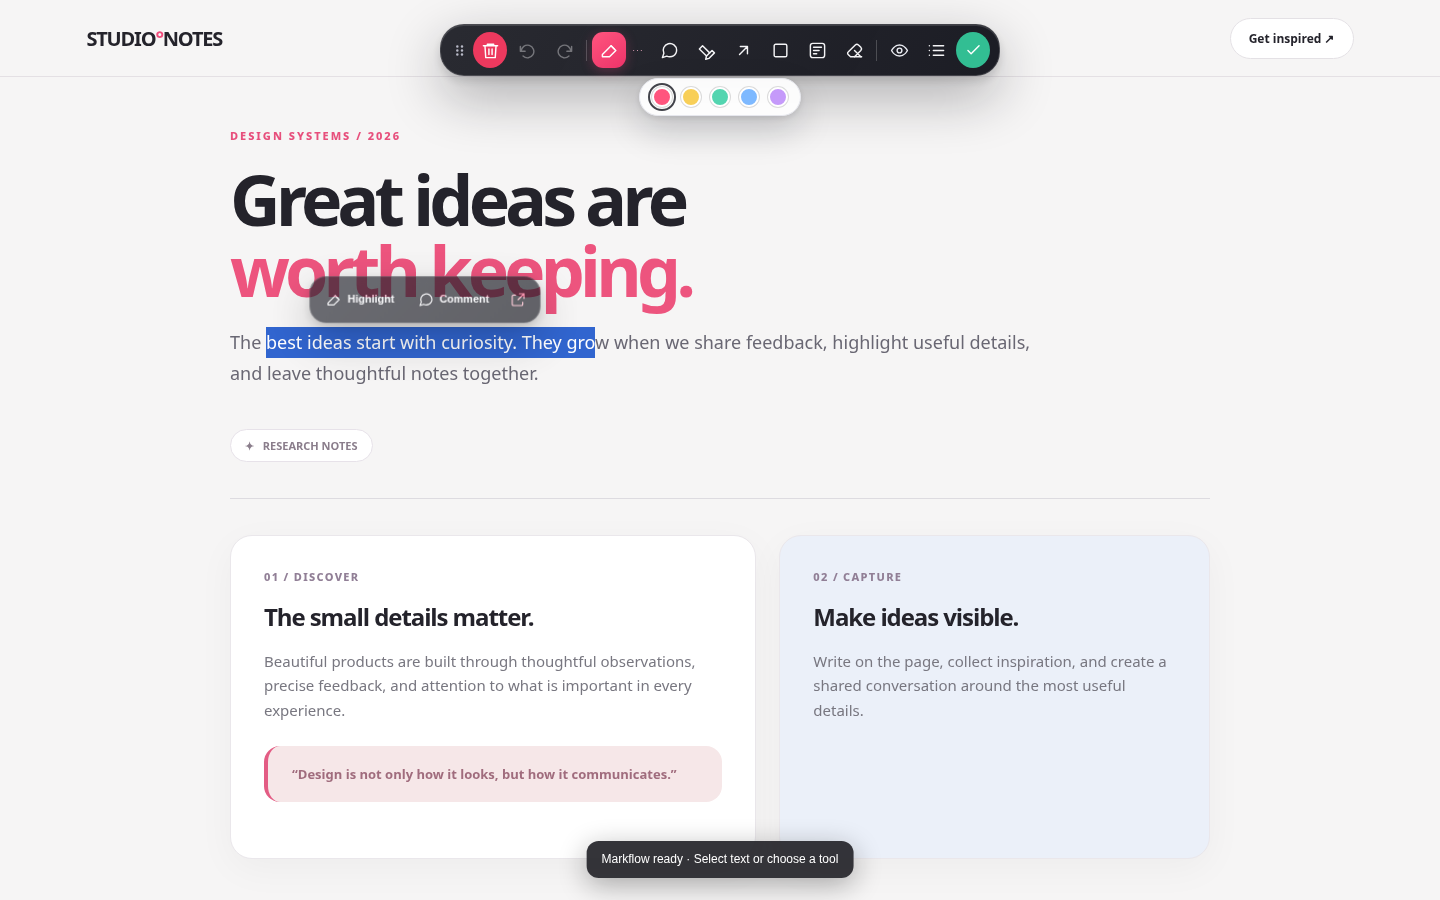 STUDIO°NOTES
Get inspired ↗
DESIGN SYSTEMS / 2026
Great ideas are
worth keeping.
Highlight
Comment
The best ideas start with curiosity. They grow when we share feedback, highlight useful details,
and leave thoughtful notes together.
✦ RESEARCH NOTES
01 / DISCOVER
The small details matter.
Beautiful products are built through thoughtful observations,
precise feedback, and attention to what is important in every
experience.
“Design is not only how it looks, but how it communicates.”
02 / CAPTURE
Make ideas visible.
Write on the page, collect inspiration, and create a
shared conversation around the most useful
details.
Markflow ready · Select text or choose a tool